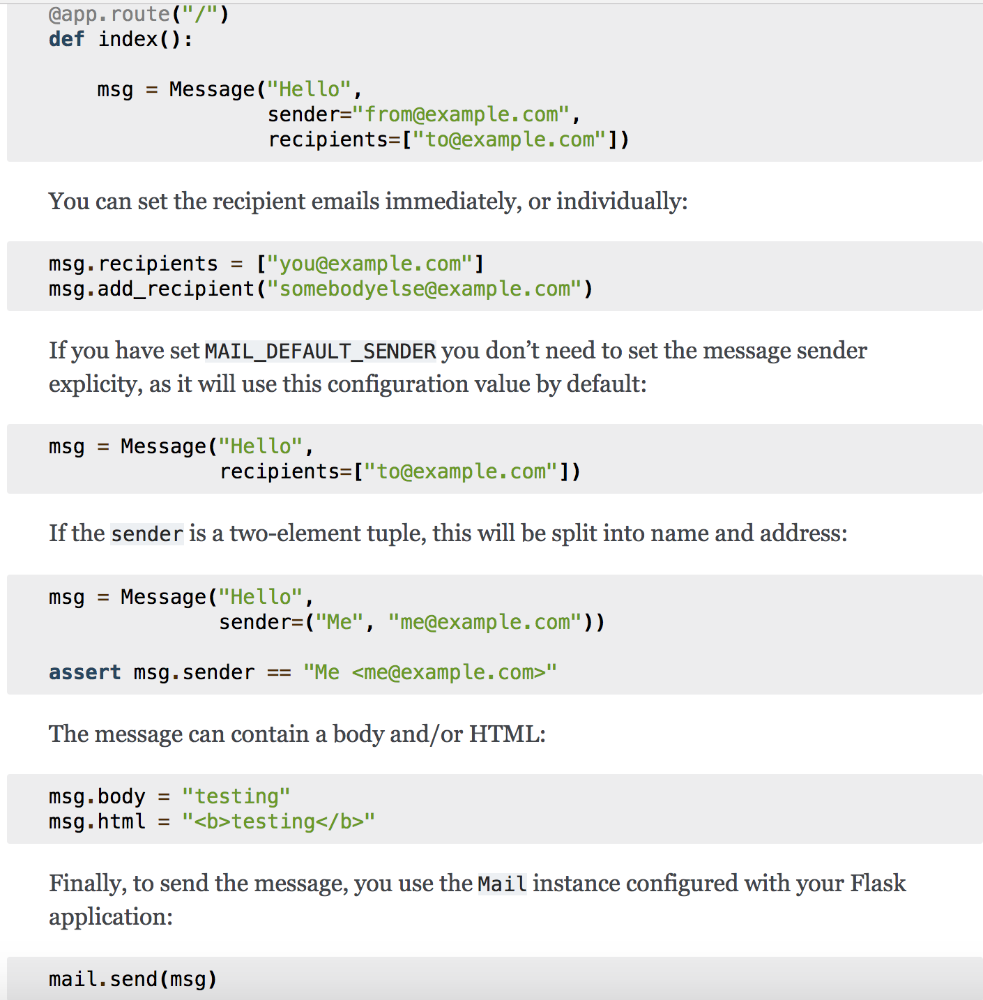 @app.route("/")
def index():
    msg = Message("Hello",
                  sender="from@example.com",
                  recipients=["to@example.com"])
You can set the recipient emails immediately, or individually:
msg.recipients = ["you@example.com"]
msg.add_recipient("somebodyelse@example.com")
If you have set MAIL_DEFAULT_SENDER you don’t need to set the message sender
explicity, as it will use this configuration value by default:
msg = Message("Hello",
              recipients=["to@example.com"])
If the sender is a two-element tuple, this will be split into name and address:
msg = Message("Hello",
              sender=("Me", "me@example.com"))
assert msg.sender == "Me <me@example.com>"
The message can contain a body and/or HTML:
msg.body = "testing"
msg.html = "<b>testing</b>"
Finally, to send the message, you use the Mail instance configured with your Flask
application:
mail.send(msg)